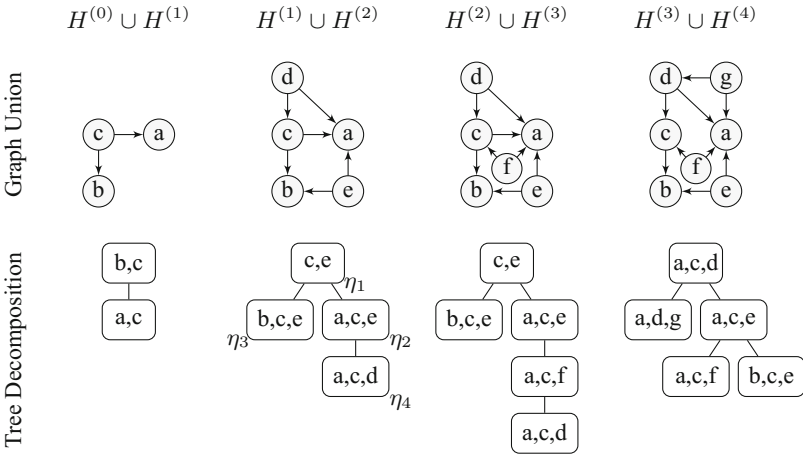 H^{(0)} ∪ H^{(1)} H^{(1)} ∪ H^{(2)} H^{(2)} ∪ H^{(3)} H^{(3)} ∪ H^{(4)}
Graph Union
c
a
b
d
c
a
b
e
d
c
a
f
b
e
d
g
c
a
f
b
e
Tree Decomposition
b,c
a,c
c,e
η1
b,c,e
a,c,e
η3
η2
a,c,d
η4
c,e
b,c,e
a,c,e
a,c,f
a,c,d
a,c,d
a,d,g
a,c,e
a,c,f
b,c,e